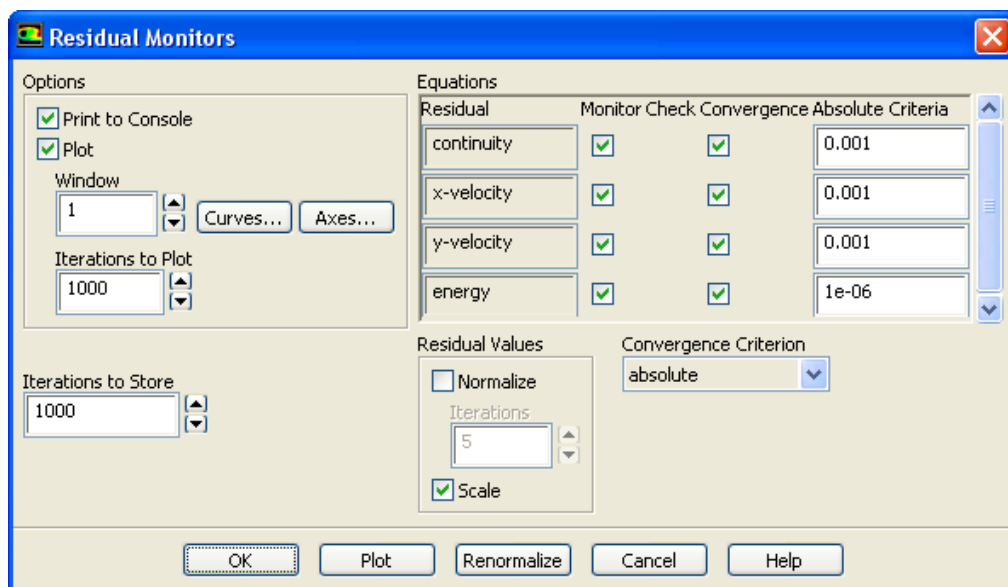 Residual Monitors
Options
Print to Console
Plot
Window
1
Curves... Axes...
Iterations to Plot
1000
Iterations to Store
1000
Equations
Residual Monitor Check Convergence Absolute Criteria
continuity 0.001
x-velocity 0.001
y-velocity 0.001
energy 1e-06
Residual Values
Normalize
Iterations
5
Scale
Convergence Criterion
absolute
OK Plot Renormalize Cancel Help